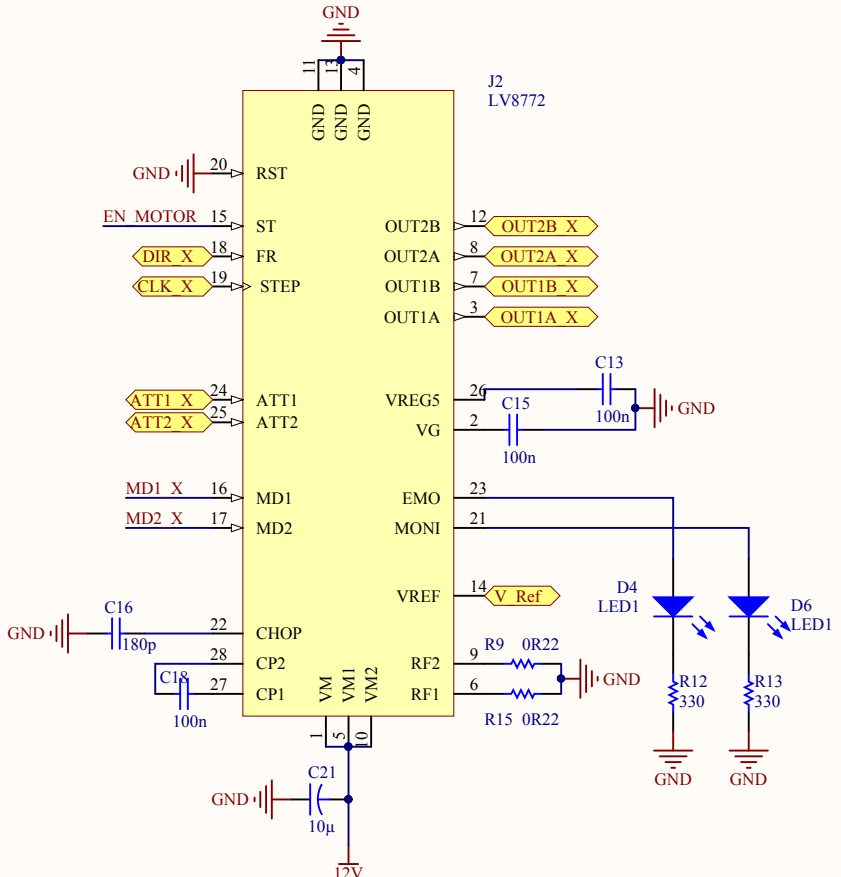 GND
11
13
4
J2
LV8772
GND
GND
GND
GND
20
RST
EN_MOTOR
15
ST
OUT2B
12
OUT2B_X
DIR_X
18
FR
OUT2A
8
OUT2A_X
CLK_X
19
STEP
OUT1B
7
OUT1B_X
OUT1A
3
OUT1A_X
C13
ATT1_X
24
ATT1
VREG5
26
C15
100n
GND
ATT2_X
25
ATT2
VG
2
100n
MD1_X
16
MD1
EMO
23
MD2_X
17
MD2
MONI
21
VREF
14
V_Ref
D4
LED1
D6
LED1
C16
GND
180p
22
CHOP
28
CP2
RF2
9
R9 0R22
GND
C18
27
CP1
RF1
6
100n
R15 0R22
R12
330
R13
330
VM
VM1
VM2
1
5
10
GND
GND
C21
GND
10µ
12V